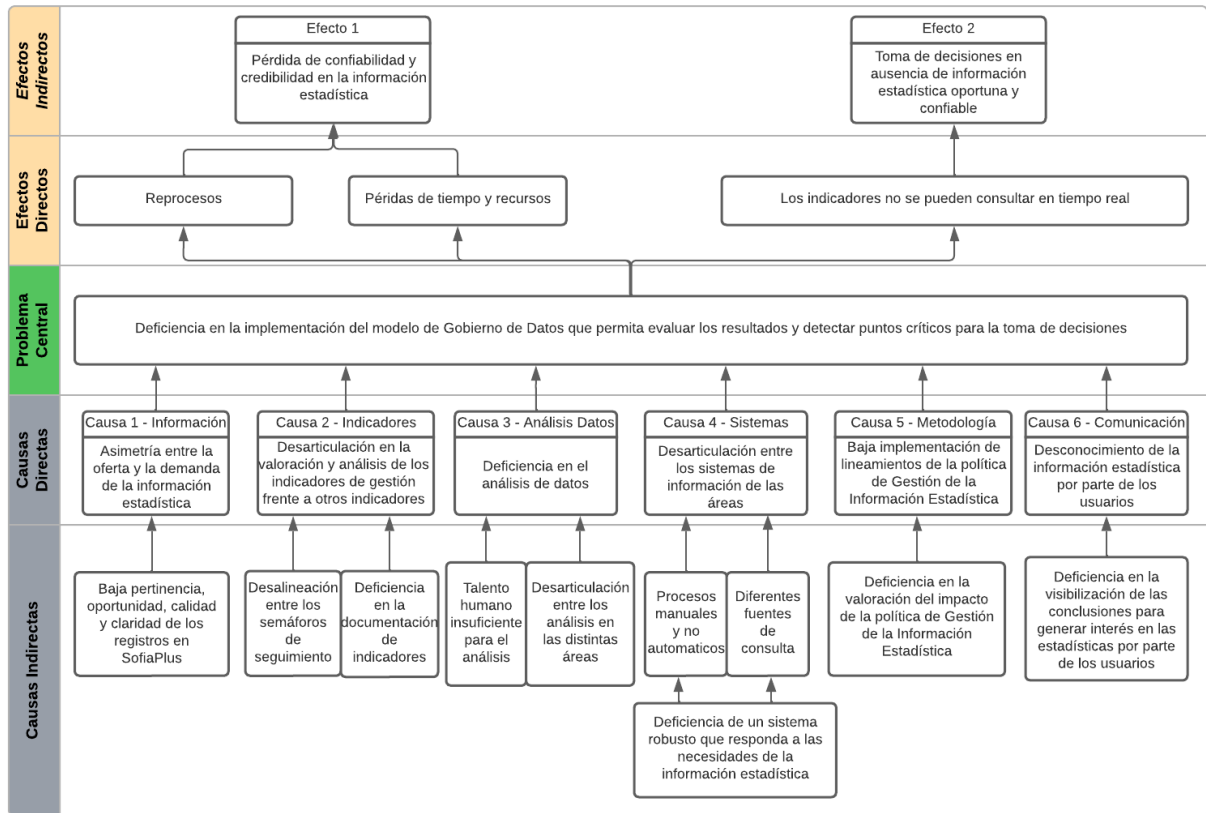 Efectos
Indirectos
Efecto 1
Pérdida de confiabilidad y
credibilidad en la información
estadística
Efecto 2
Toma de decisiones en
ausencia de información
estadística oportuna y
confiable
Efectos
Directos
Reprocesos
Péridas de tiempo y recursos
Los indicadores no se pueden consultar en tiempo real
Problema
Central
Deficiencia en la implementación del modelo de Gobierno de Datos que permita evaluar los resultados y detectar puntos críticos para la toma de decisiones
Causas
Directas
Causa 1 - Información
Asimetría entre la
oferta y la demanda
de la información
estadística
Causa 2 - Indicadores
Desarticulación en la
valoración y análisis de los
indicadores de gestión
frente a otros indicadores
Causa 3 - Análisis Datos
Deficiencia en el
análisis de datos
Causa 4 - Sistemas
Desarticulación entre
los sistemas de
información de las
áreas
Causa 5 - Metodología
Baja implementación de
lineamientos de la política
de Gestión de la
Información Estadística
Causa 6 - Comunicación
Desconocimiento de la
información estadística
por parte de los
usuarios
Causas Indirectas
Baja pertinencia,
oportunidad, calidad
y claridad de los
registros en
SofiaPlus
Desalineación
entre los
semáforos de
seguimiento
Deficiencia
en la
documentación
de
indicadores
Talento
humano
insuficiente
para el
análisis
Desarticulación
entre los
análisis en
las distintas
áreas
Procesos
manuales
y no
automaticos
Diferentes
fuentes de
consulta
Deficiencia en la
valoración del impacto
de la política de Gestión
de la Información
Estadística
Deficiencia en la
visibilización de las
conclusiones para
generar interés en las
estadísticas por parte
de los usuarios
Deficiencia de un sistema
robusto que responda a las
necesidades de la
información estadística